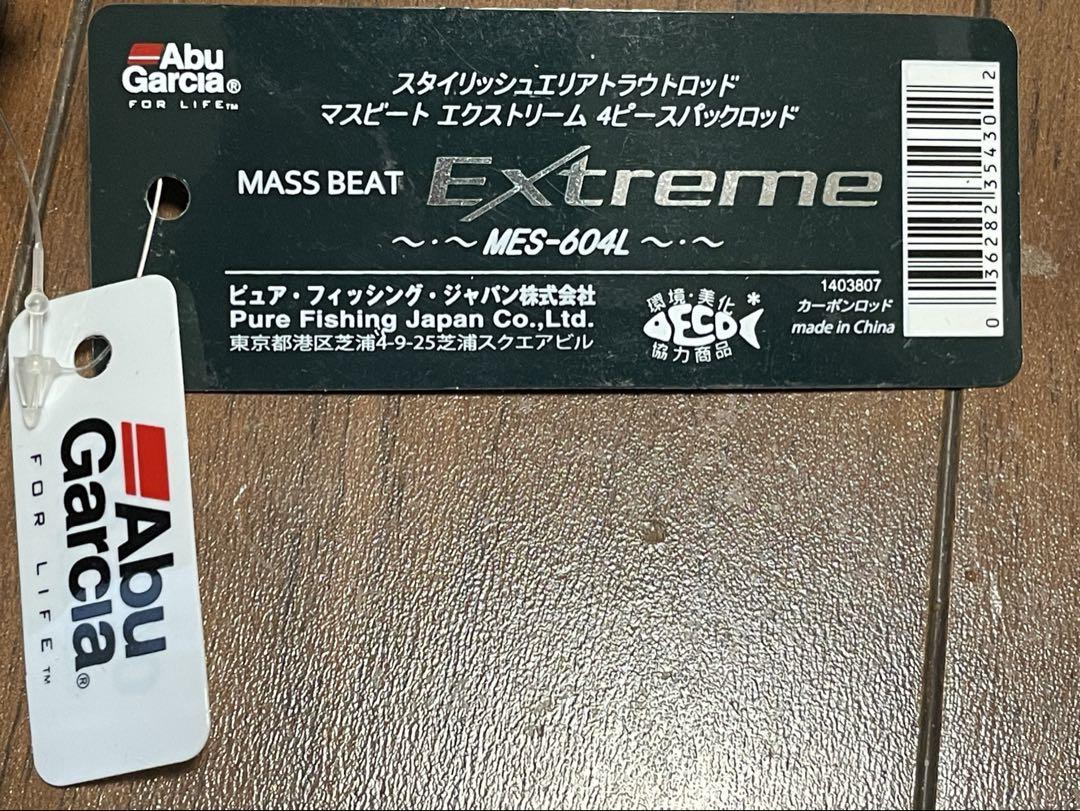 Abu
Garcia®
FOR LIFE™
スタイリッシュエリアトラウトロッド
マスビート エクストリーム 4ピースパックロッド
MASS BEAT Extreme
～・～ MES-604L ～・～
ピュア・フィッシング・ジャパン株式会社
Pure Fishing Japan Co.,Ltd.
東京都港区芝浦4-9-25芝浦スクエアビル
環境・美化*
DECO
協力商品
1403807
カーボンロッド
made in China
0 36282 35430 2
Abu
Garcia®
FOR LIFE™